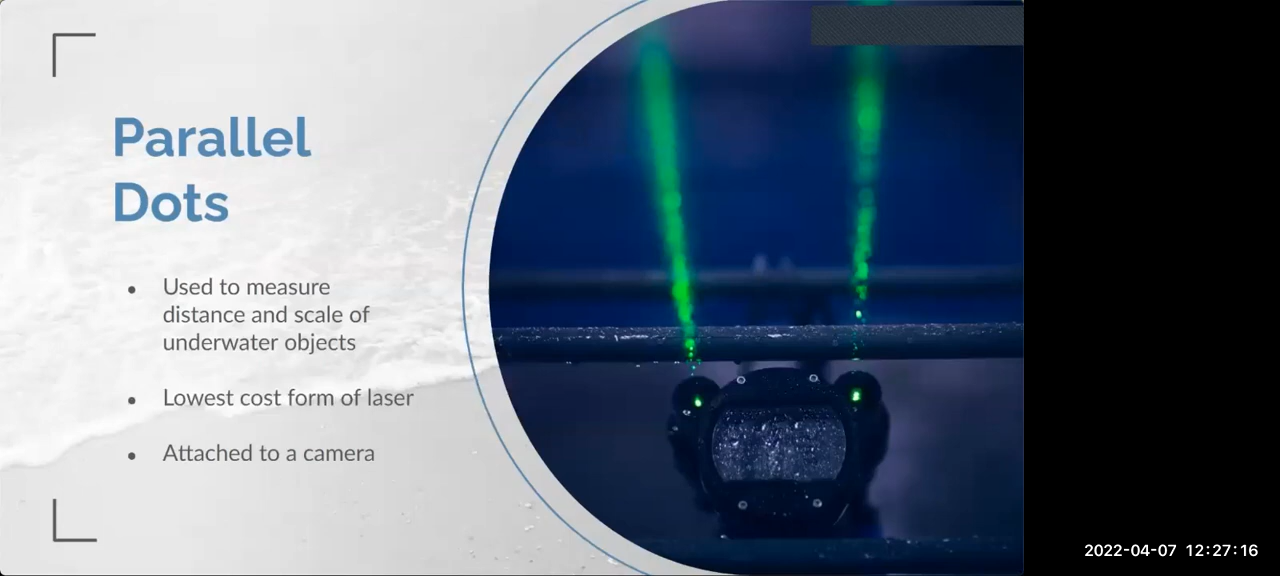 Parallel
Dots
• Used to measure
distance and scale of
underwater objects
• Lowest cost form of laser
• Attached to a camera
2022-04-07 12:27:16